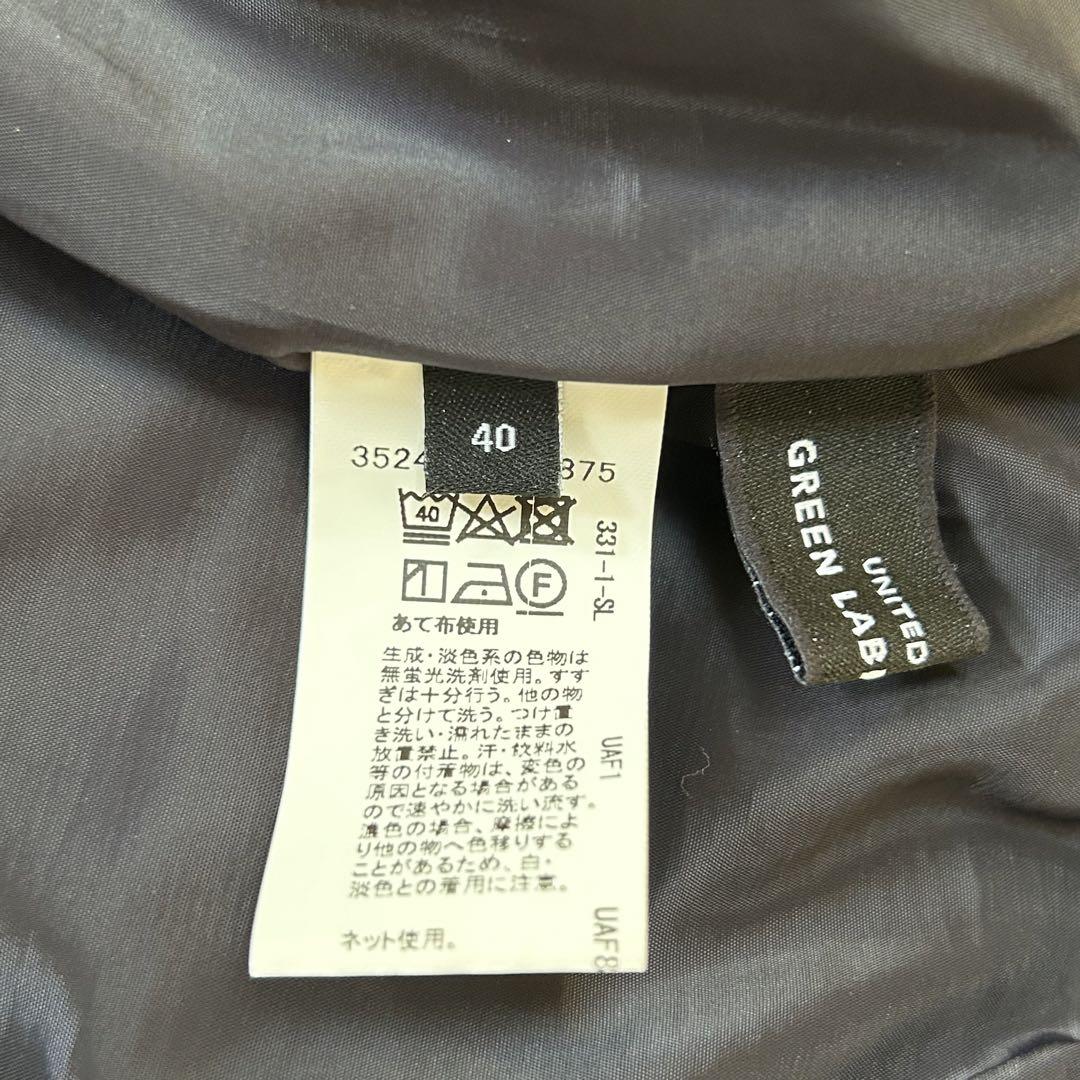 40
3524 875
40
331-1-SL
F
あて布使用
生成・淡色系の色物は
無蛍光洗剤使用。すす
ぎは十分行う。他の物
と分けて洗う。つけ置
き洗い・濡れたままの
放置禁止。汗・飲料水
等の付着物は、変色の
原因となる場合がある
ので速やかに洗い流す。
濃色の場合、摩擦によ
り他の物へ色移りする
ことがあるため、白・
淡色との着用に注意。
ネット使用。
UAF1
UAF8
UNITED
GREEN LAB